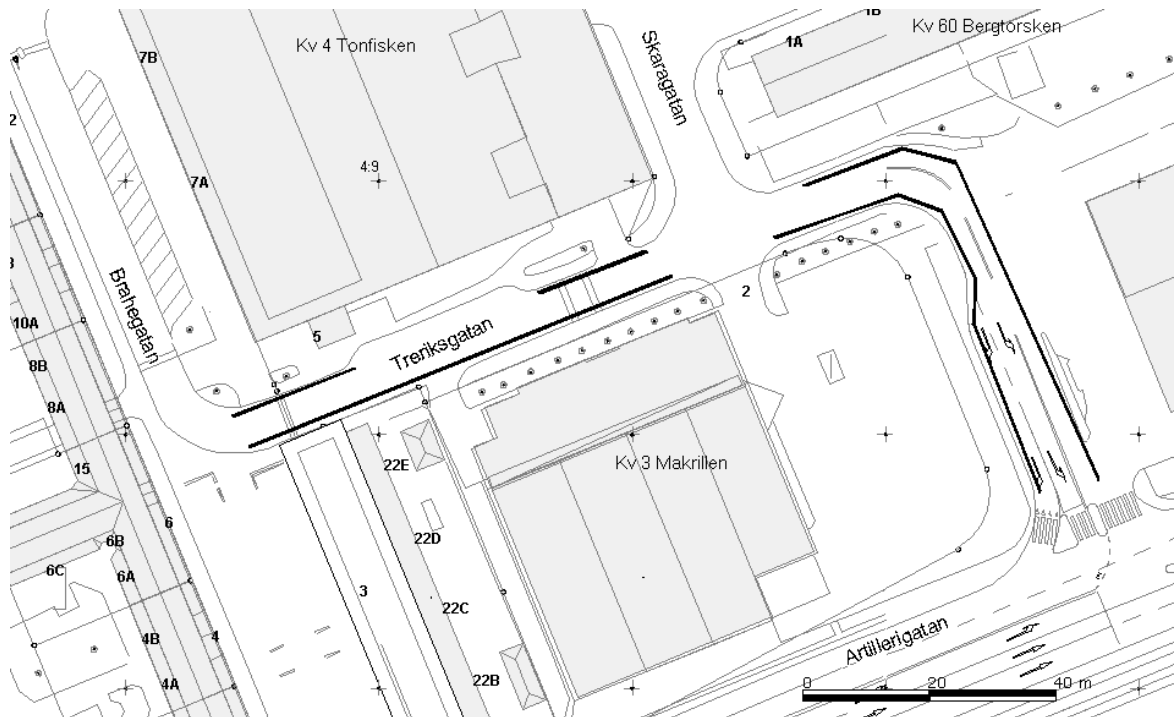 1B
Kv 60 Bergtorsken
1A
Skaragatan
Kv 4 Tonfisken
7B
2
4:9
7A
Brahegatan
10A
5
Treriksgatan
2
8B
8A
15
22E
Kv 3 Makrillen
6
22D
6B
6C
6A
3
22C
4B
4
Artillerigatan
4A
22B
0
20
40 m